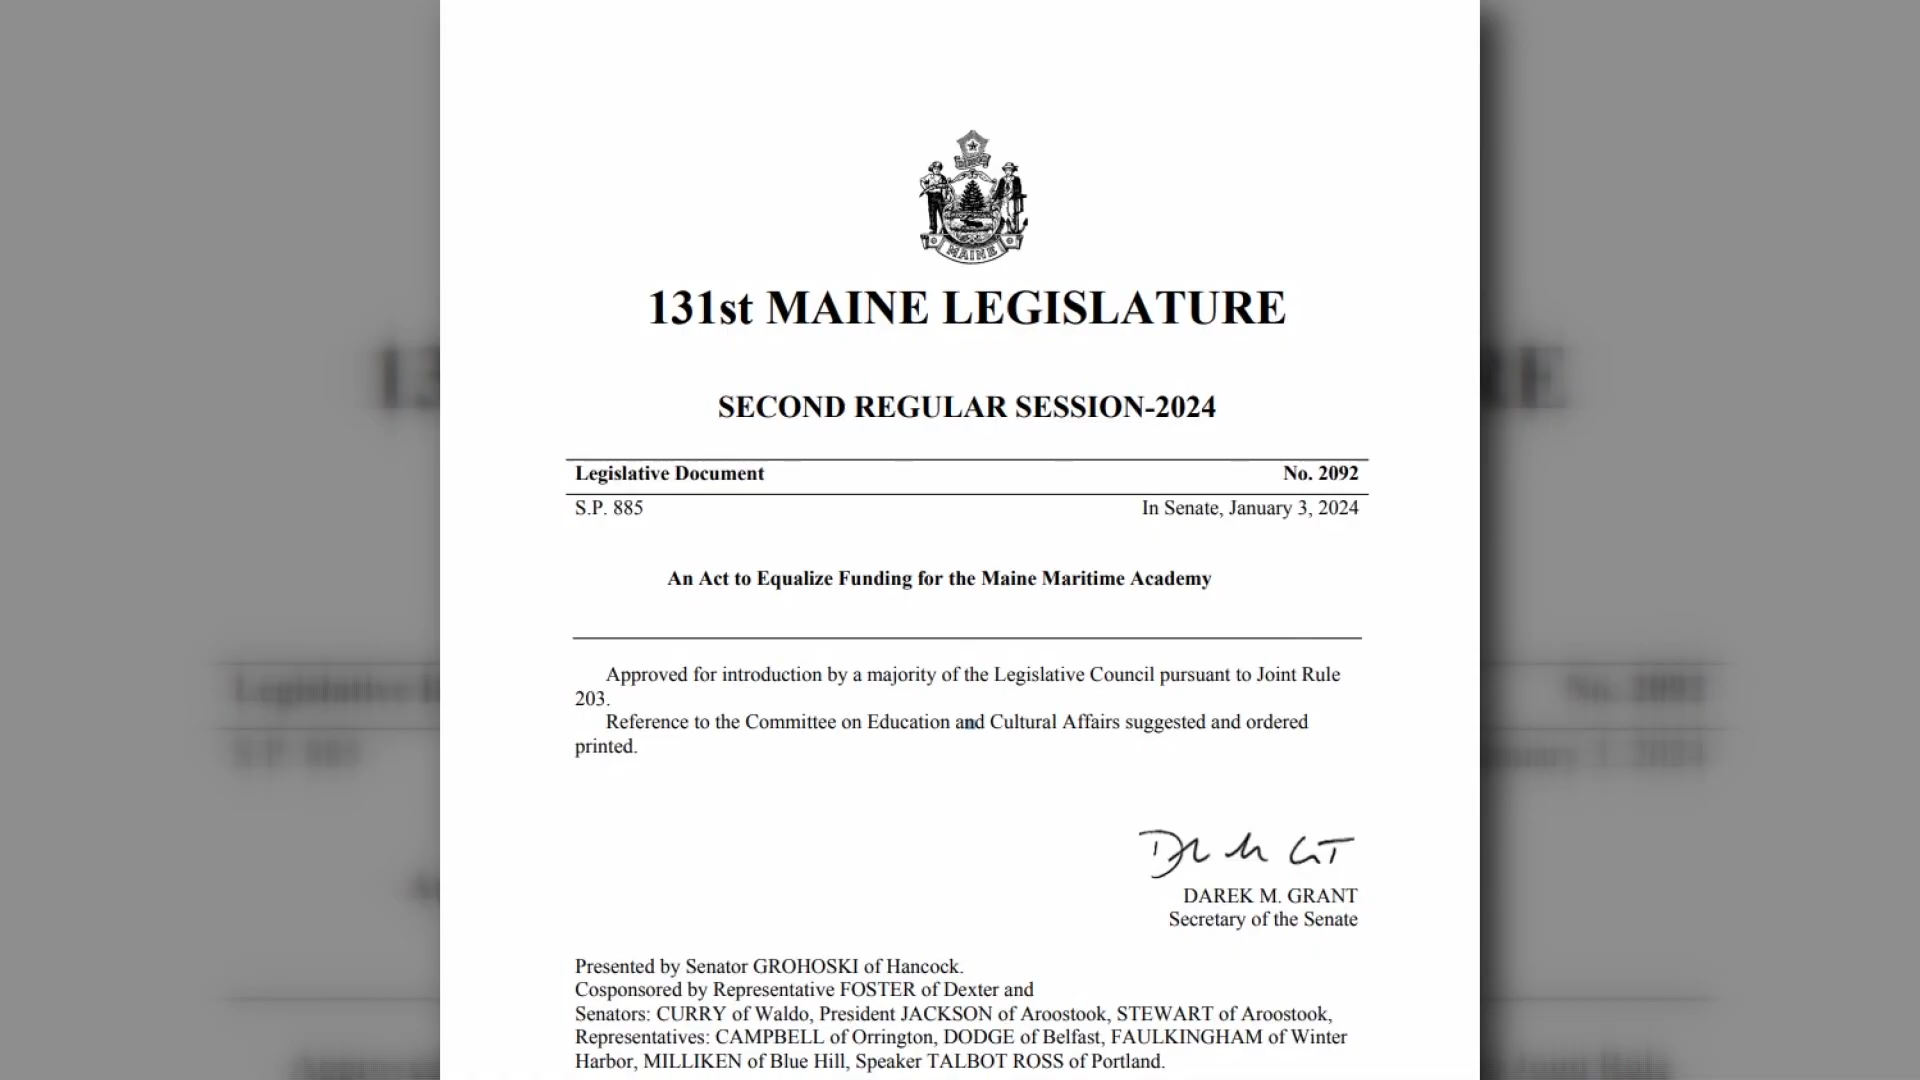 MAINE
131st MAINE LEGISLATURE
SECOND REGULAR SESSION-2024
Legislative Document No. 2092
S.P. 885 In Senate, January 3, 2024
An Act to Equalize Funding for the Maine Maritime Academy
Approved for introduction by a majority of the Legislative Council pursuant to Joint Rule
203.
Reference to the Committee on Education and Cultural Affairs suggested and ordered
printed.
DAREK M. GRANT
Secretary of the Senate
Presented by Senator GROHOSKI of Hancock.
Cosponsored by Representative FOSTER of Dexter and
Senators: CURRY of Waldo, President JACKSON of Aroostook, STEWART of Aroostook,
Representatives: CAMPBELL of Orrington, DODGE of Belfast, FAULKINGHAM of Winter
Harbor, MILLIKEN of Blue Hill, Speaker TALBOT ROSS of Portland.